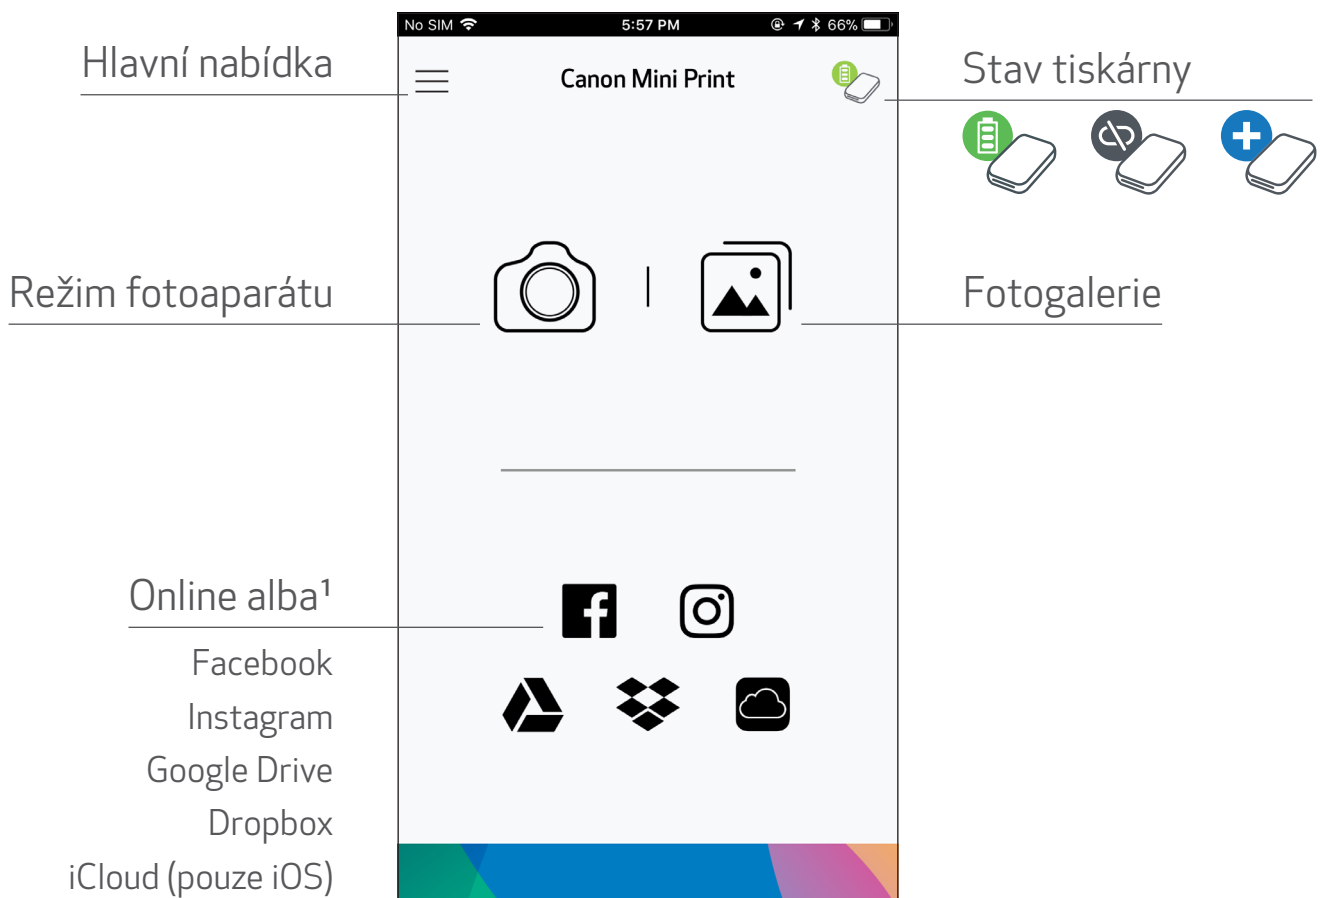 No SIM 5:57 PM 66%
Hlavní nabídka
Canon Mini Print
Stav tiskárny
Režim fotoaparátu
Fotogalerie
Online alba¹
Facebook
Instagram
Google Drive
Dropbox
iCloud (pouze iOS)